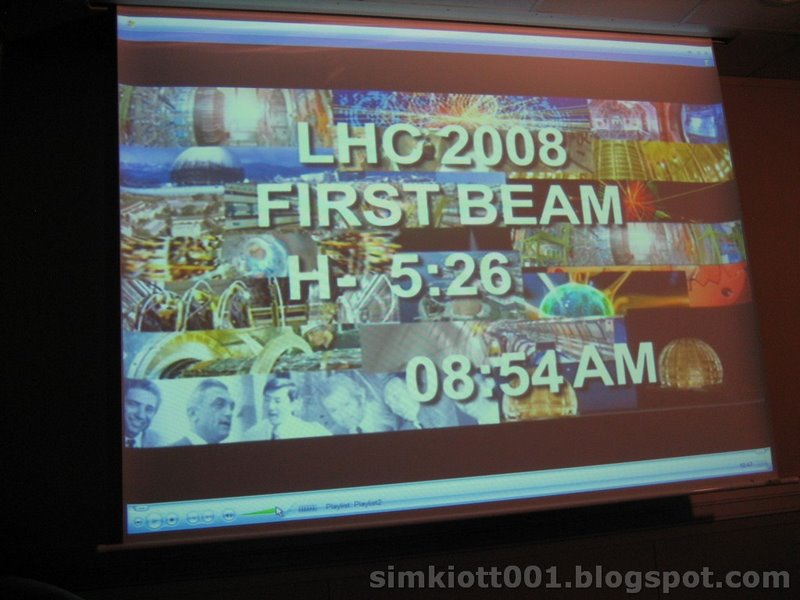 LHC 2008
FIRST BEAM
H- 5:26
08:54 AM
Playlist: Playlist2
simkiott001.blogspot.com